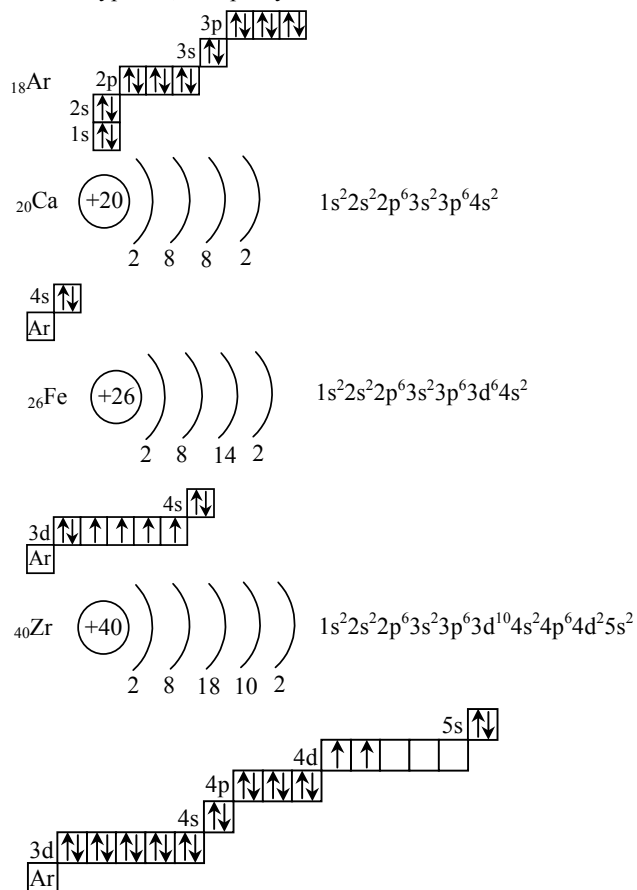 3p
3s
₁₈Ar 2p
2s
1s
₂₀Ca +20 1s²2s²2p⁶3s²3p⁶4s²
2 8 8 2
4s
Ar
₂₆Fe +26 1s²2s²2p⁶3s²3p⁶3d⁶4s²
2 8 14 2
4s
3d
Ar
₄₀Zr +40 1s²2s²2p⁶3s²3p⁶3d¹⁰4s²4p⁶4d²5s²
2 8 18 10 2
5s
4d
4p
4s
3d
Ar